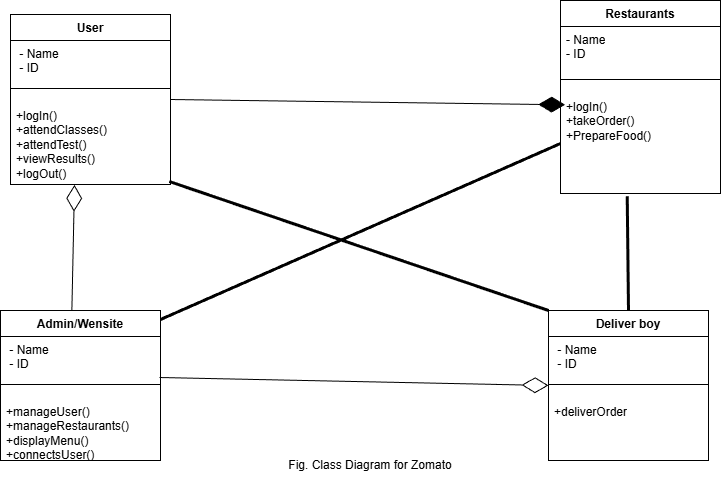 User
- Name
- ID
+logIn()
+attendClasses()
+attendTest()
+viewResults()
+logOut()
Restaurants
- Name
- ID
+logIn()
+takeOrder()
+PrepareFood()
Admin/Wensite
- Name
- ID
+manageUser()
+manageRestaurants()
+displayMenu()
+connectsUser()
Deliver boy
- Name
- ID
+deliverOrder
Fig. Class Diagram for Zomato